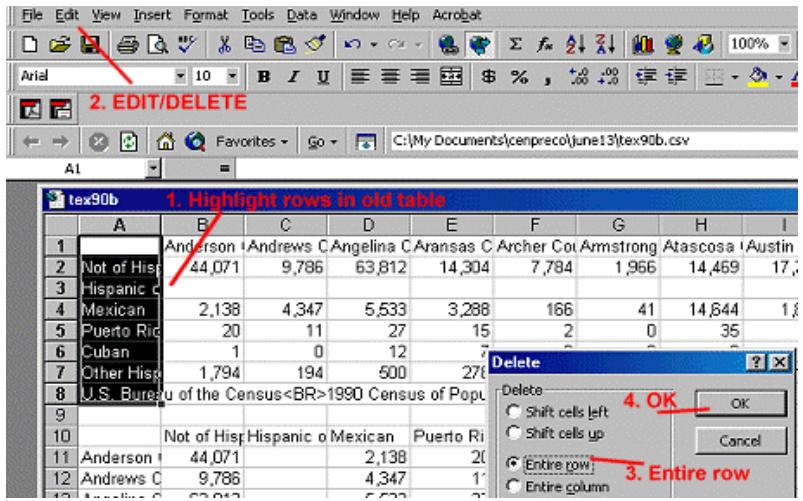 File Edit View Insert Format Tools Data Window Help Acrobat
100%
Arial 10 B I U $ % ,
2. EDIT/DELETE
Favorites Go C:\My Documents\cenpreco\june13\tex90b.csv
A1 =
tex90b 1. Highlight rows in old table
A B C D E F G H I
1 Anderson Andrews C Angelina C Aransas C Archer Cou Armstrong Atascosa Austin
2 Not of Hisp 44,071 9,786 63,812 14,304 7,784 1,966 14,469 17,
3 Hispanic o
4 Mexican 2,138 4,347 5,533 3,288 166 41 14,644
5 Puerto Ric 20 11 27 15 2 0 35
6 Cuban 1 0 12
7 Other Hisp 1,794 194 500 278
8 U.S. Bureau of the Census<BR>1990 Census of Popu
9
10 Not of Hisp Hispanic o Mexican Puerto Ri
11 Anderson 44,071 2,138 20
12 Andrews C 9,786 4,347 11
Delete
Delete
Shift cells left
Shift cells up
Entire row
Entire column
4. OK
OK
Cancel
3. Entire row